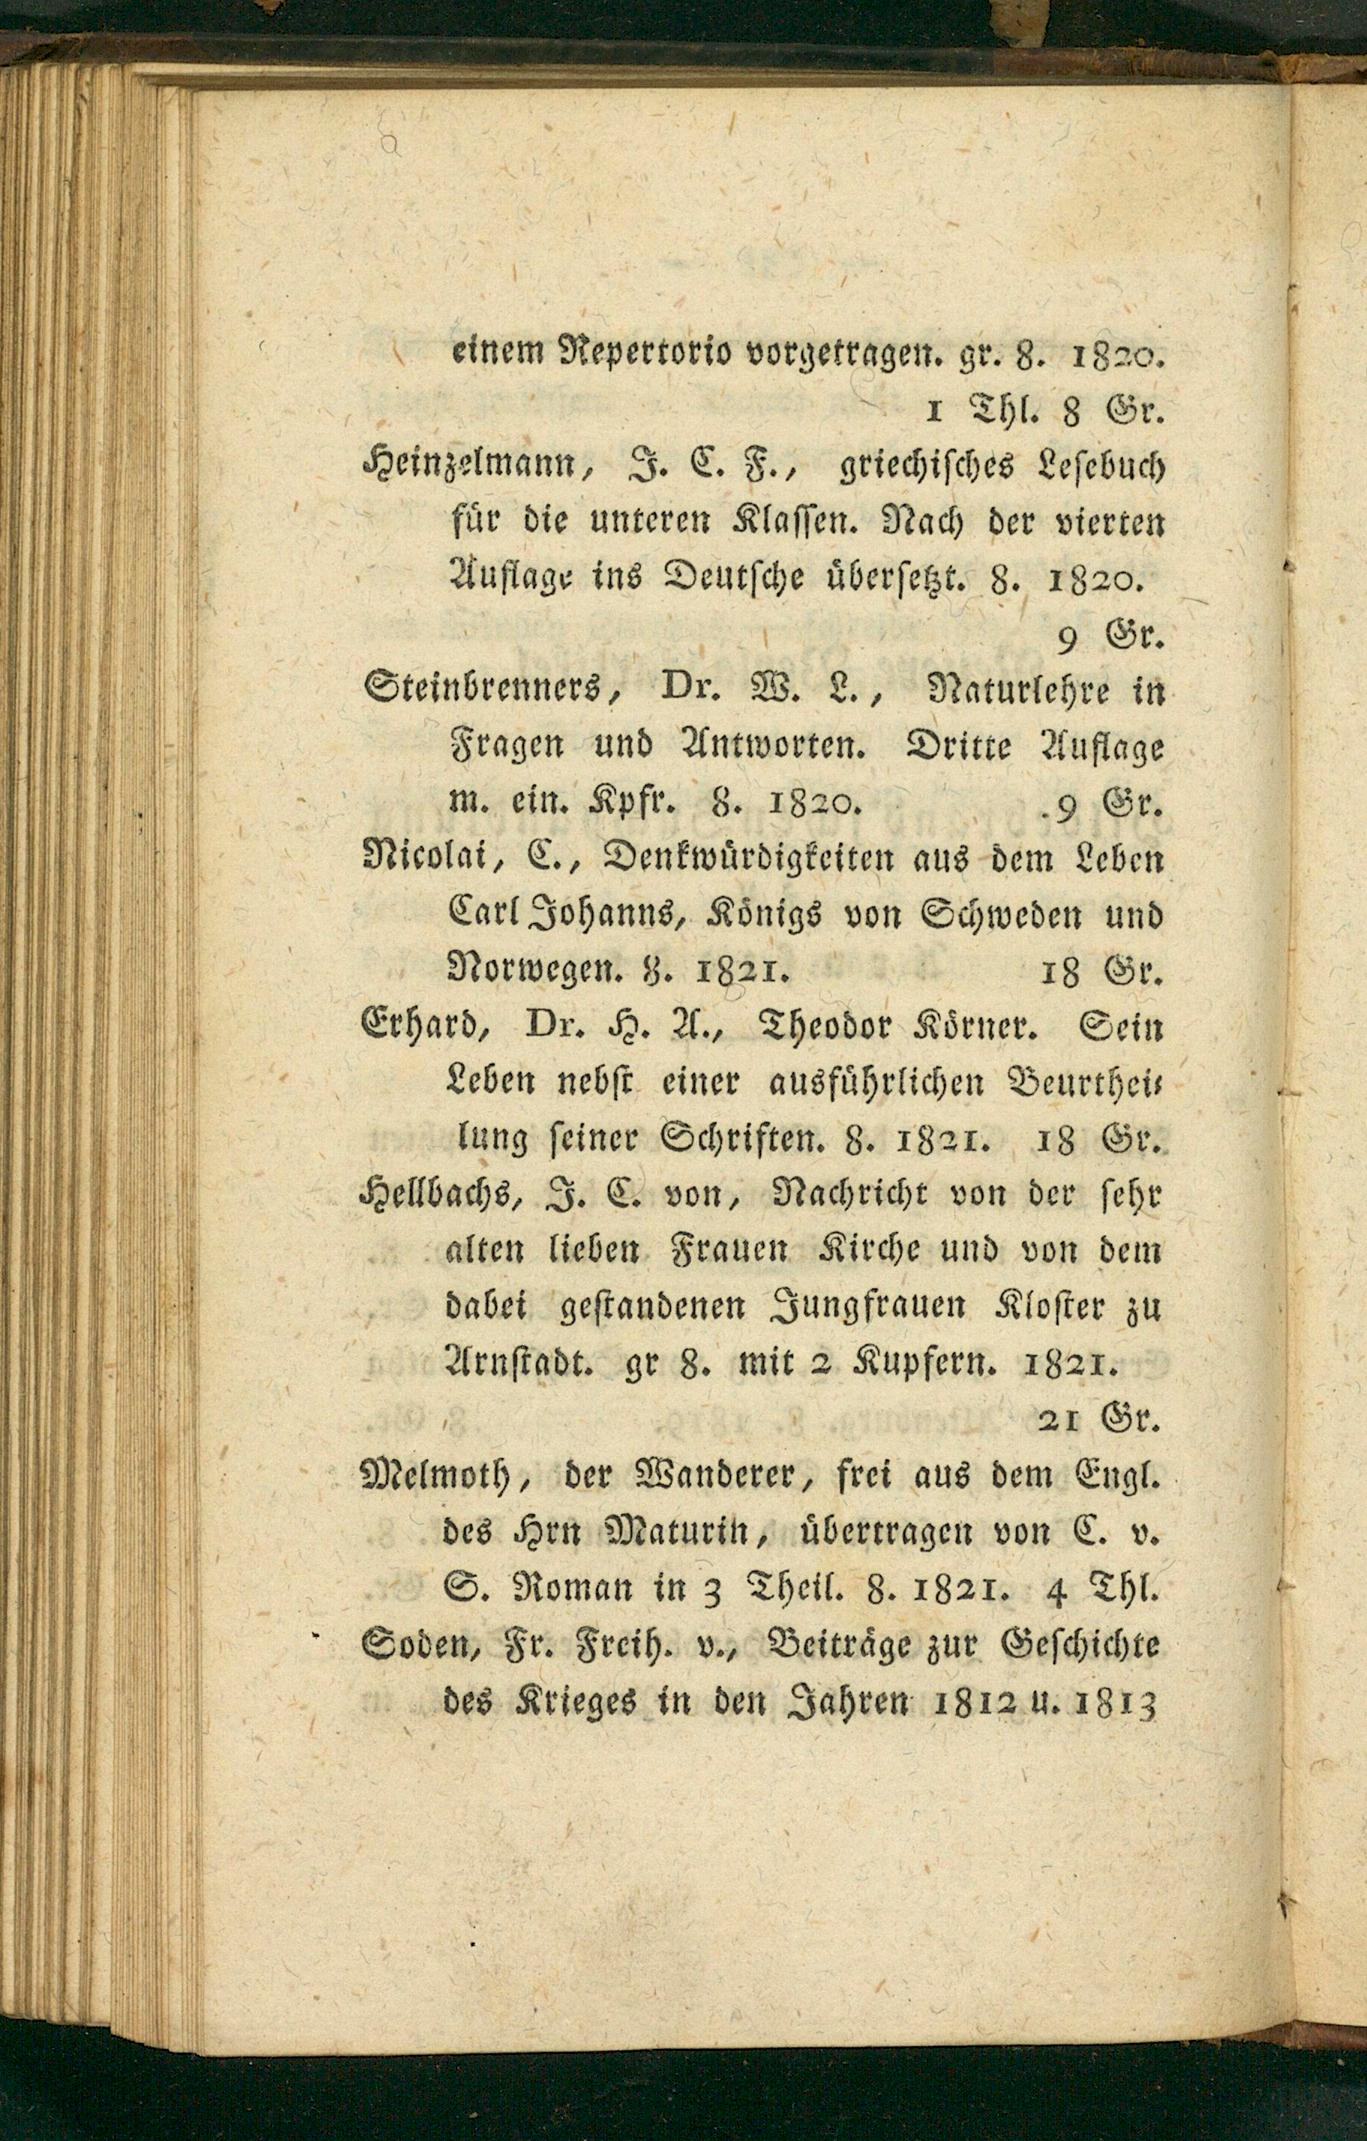 einem Repertorio vorgetragen. gr. 8. 1820.
1 Thl. 8 Gr.
Heinzelmann, J. C. F., griechisches Lesebuch
für die unteren Klassen. Nach der vierten
Auflage ins Deutsche übersetzt. 8. 1820.
9 Gr.
Steinbrenners, Dr. W. L., Naturlehre in
Fragen und Antworten. Dritte Auflage
m. ein. Kpfr. 8. 1820. 9 Gr.
Nicolai, C., Denkwürdigkeiten aus dem Leben
Carl Johanns, Königs von Schweden und
Norwegen. 8. 1821. 18 Gr.
Erhard, Dr. H. A., Theodor Körner. Sein
Leben nebst einer ausführlichen Beurthei-
lung seiner Schriften. 8. 1821. 18 Gr.
Hellbachs, J. C. von, Nachricht von der sehr
alten lieben Frauen Kirche und von dem
dabei gestandenen Jungfrauen Kloster zu
Arnstadt. gr 8. mit 2 Kupfern. 1821.
21 Gr.
Melmoth, der Wanderer, frei aus dem Engl.
des Hrn Maturin, übertragen von C. v.
S. Roman in 3 Theil. 8. 1821. 4 Thl.
Soden, Fr. Freih. v., Beiträge zur Geschichte
des Krieges in den Jahren 1812 u. 1813